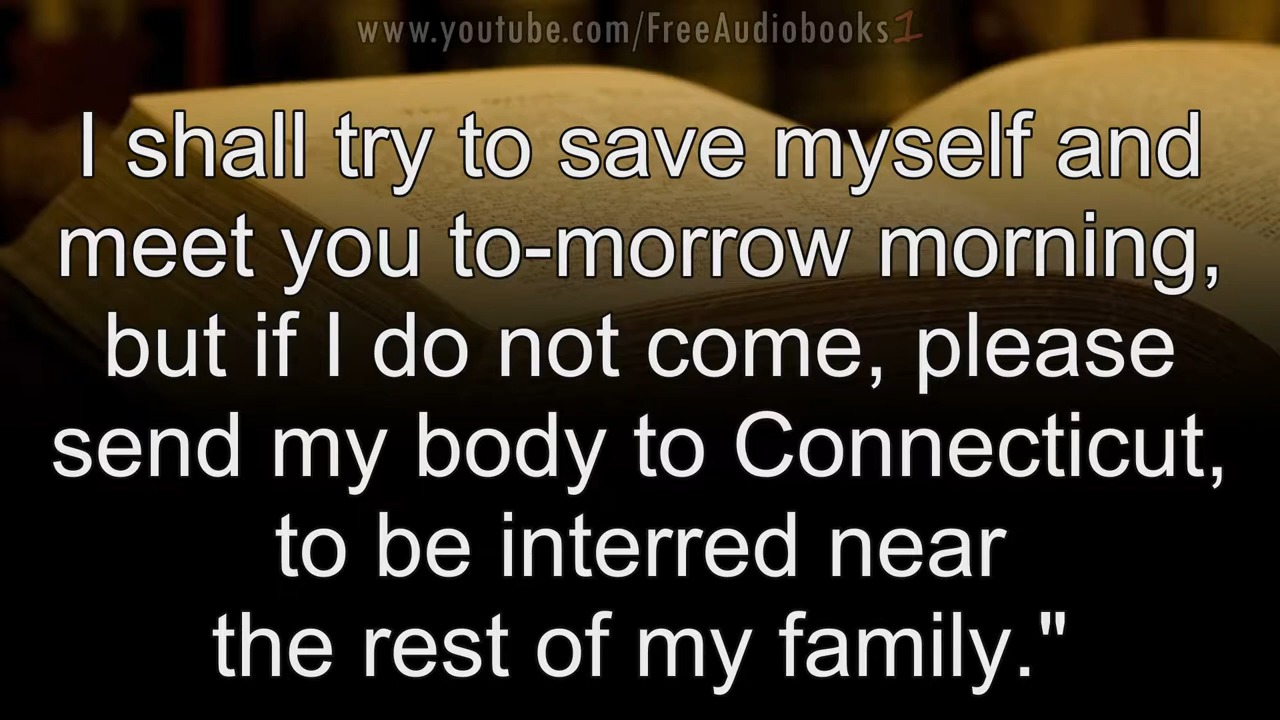 www.youtube.com/FreeAudiobooks1
I shall try to save myself and
meet you to-morrow morning,
but if I do not come, please
send my body to Connecticut,
to be interred near
the rest of my family."